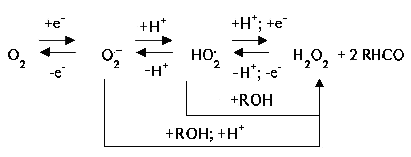 +e⁻ +H⁺ +H⁺; +e⁻
O₂ O₂˙⁻ HO₂˙ H₂O₂ + 2 RHCO
-e⁻ -H⁺ -H⁺; -e⁻
+ROH
+ROH; +H⁺